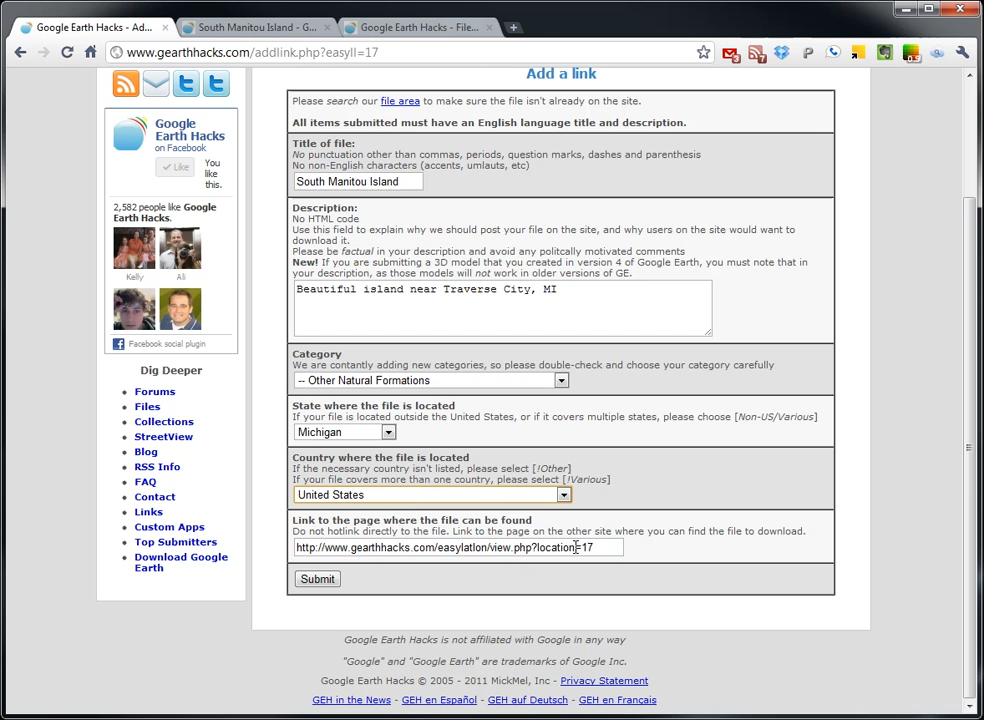 Google Earth Hacks - Ad...
South Manitou Island - G...
Google Earth Hacks - File...
www.gearthhacks.com/addlink.php?easyll=17
Google
Earth Hacks
on Facebook
Like
You
like
this.
2,582 people like Google
Earth Hacks.
Kelly
Ali
Facebook social plugin
Dig Deeper
Forums
Files
Collections
StreetView
Blog
RSS Info
FAQ
Contact
Links
Custom Apps
Top Submitters
Download Google
Earth
Add a link
Please search our file area to make sure the file isn't already on the site.
All items submitted must have an English language title and description.
Title of file:
No punctuation other than commas, periods, question marks, dashes and parenthesis
No non-English characters (accents, umlauts, etc)
South Manitou Island
Description:
No HTML code
Use this field to explain why we should post your file on the site, and why users on the site would want to
download it.
Please be factual in your description and avoid any politcally motivated comments
New! If you are submitting a 3D model that you created in version 4 of Google Earth, you must note that in
your description, as those models will not work in older versions of GE.
Beautiful island near Traverse City, MI
Category
We are contantly adding new categories, so please double-check and choose your category carefully
-- Other Natural Formations
State where the file is located
If your file is located outside the United States, or if it covers multiple states, please choose [Non-US/Various]
Michigan
Country where the file is located
If the necessary country isn't listed, please select [!Other]
If your file covers more than one country, please select [!Various]
United States
Link to the page where the file can be found
Do not hotlink directly to the file. Link to the page on the other site where you can find the file to download.
http://www.gearthhacks.com/easylatlon/view.php?location=17
Submit
Google Earth Hacks is not affiliated with Google in any way
"Google" and "Google Earth" are trademarks of Google Inc.
Google Earth Hacks © 2005 - 2011 MickMel, Inc - Privacy Statement
GEH in the News - GEH en Español - GEH auf Deutsch - GEH en Français